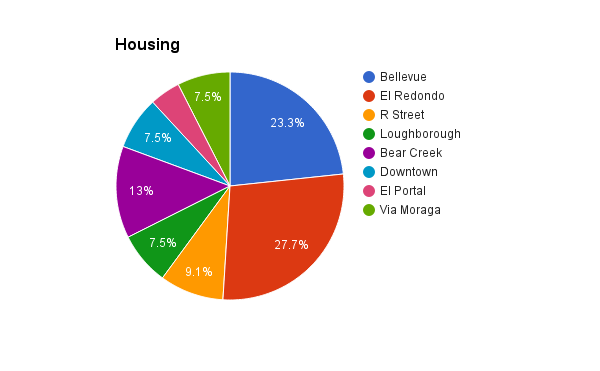 Housing
Bellevue
El Redondo
R Street
Loughborough
Bear Creek
Downtown
El Portal
Via Moraga
23.3%
27.7%
9.1%
7.5%
13%
7.5%
7.5%